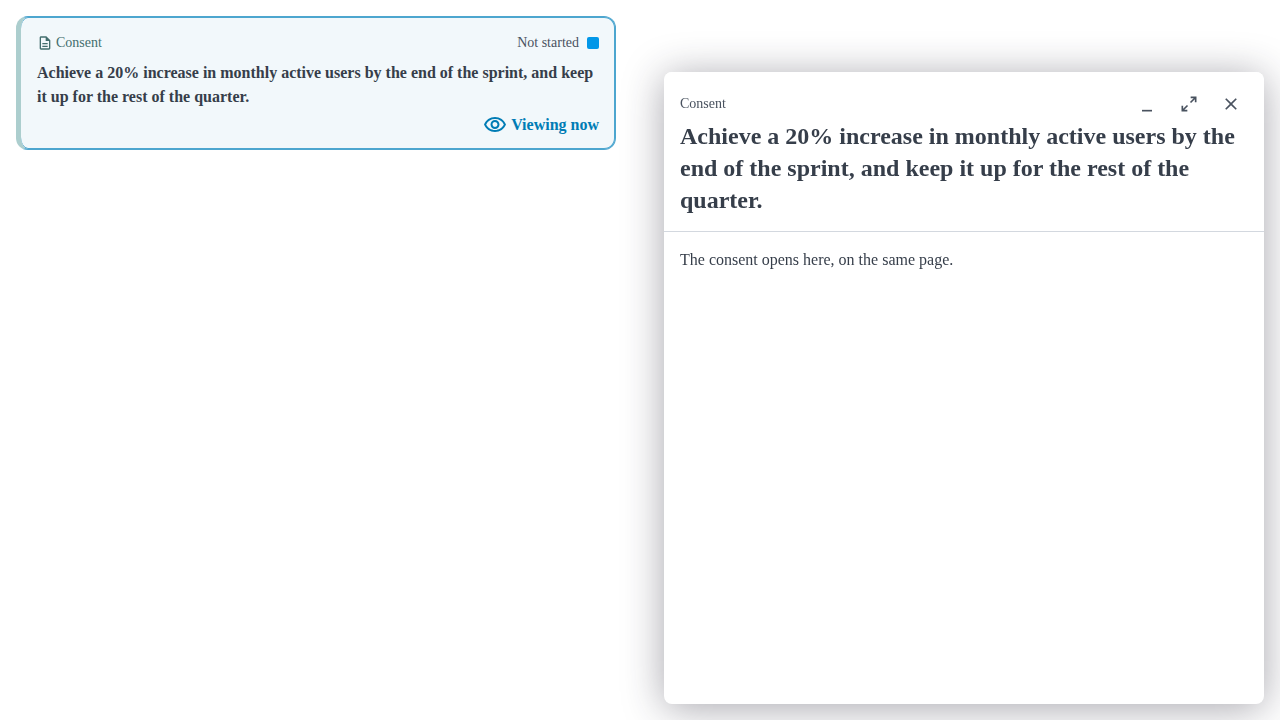 Consent
Not started
Achieve a 20% increase in monthly active users by the end of the sprint, and keep
it up for the rest of the quarter.
Viewing now
Consent
Achieve a 20% increase in monthly active users by the
end of the sprint, and keep it up for the rest of the
quarter.
The consent opens here, on the same page.